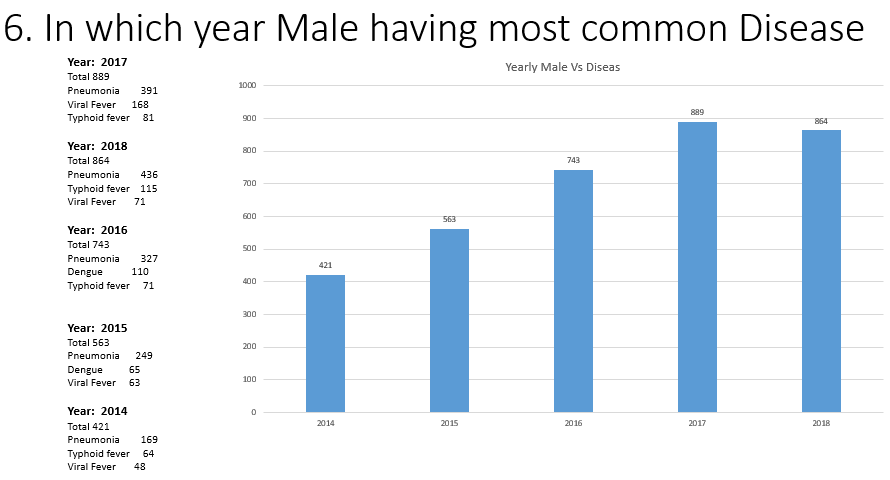 6. In which year Male having most common Disease
Year: 2017
Total 889
Pneumonia 391
Viral Fever 168
Typhoid fever 81
Year: 2018
Total 864
Pneumonia 436
Typhoid fever 115
Viral Fever 71
Year: 2016
Total 743
Pneumonia 327
Dengue 110
Typhoid fever 71
Year: 2015
Total 563
Pneumonia 249
Dengue 65
Viral Fever 63
Year: 2014
Total 421
Pneumonia 169
Typhoid fever 64
Viral Fever 48
Yearly Male Vs Diseas
1000
900
800
700
600
500
400
300
200
100
0
421
563
743
889
864
2014
2015
2016
2017
2018